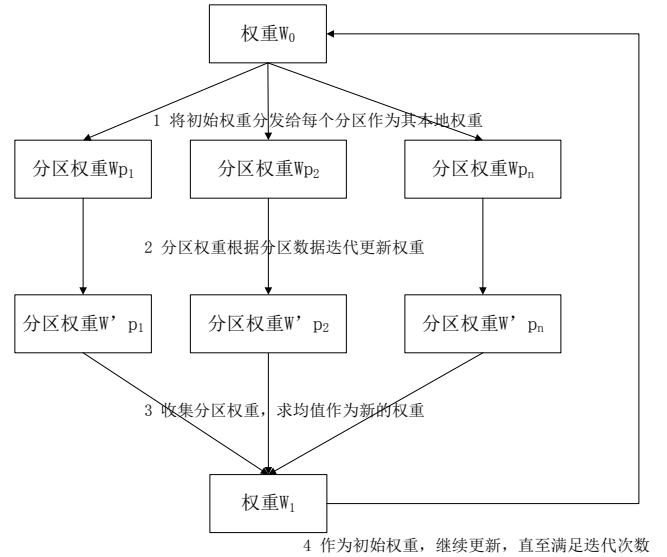 权重W₀
1 将初始权重分发给每个分区作为其本地权重
分区权重Wp₁
分区权重Wp₂
分区权重Wpₙ
2 分区权重根据分区数据迭代更新权重
分区权重W’ p₁
分区权重W’ p₂
分区权重W’ pₙ
3 收集分区权重，求均值作为新的权重
权重W₁
4 作为初始权重，继续更新，直至满足迭代次数